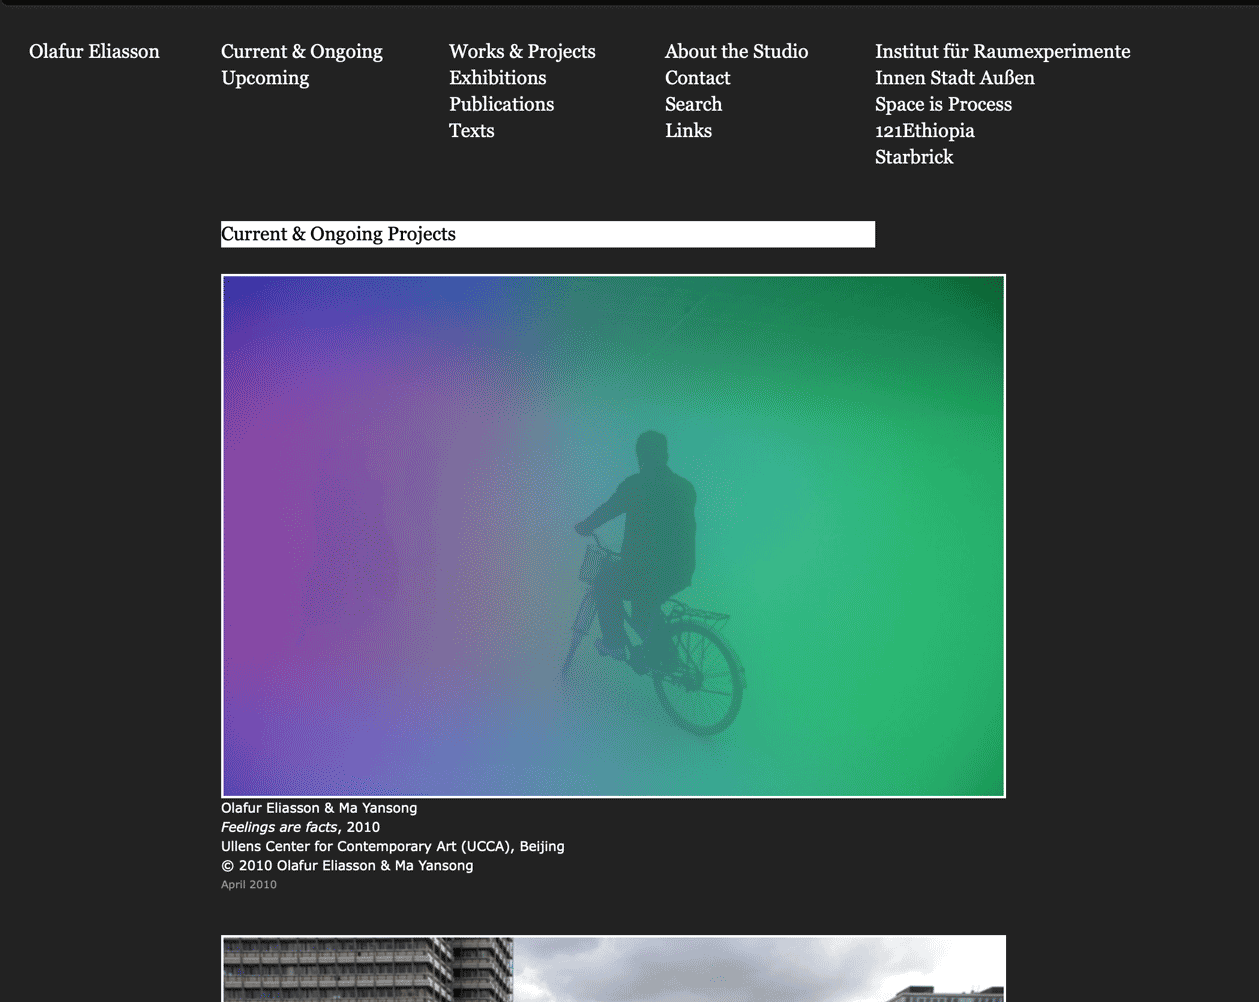 Olafur Eliasson
Current & Ongoing
Upcoming
Works & Projects
Exhibitions
Publications
Texts
About the Studio
Contact
Search
Links
Institut für Raumexperimente
Innen Stadt Außen
Space is Process
121Ethiopia
Starbrick
Current & Ongoing Projects
Olafur Eliasson & Ma Yansong
Feelings are facts, 2010
Ullens Center for Contemporary Art (UCCA), Beijing
© 2010 Olafur Eliasson & Ma Yansong
April 2010